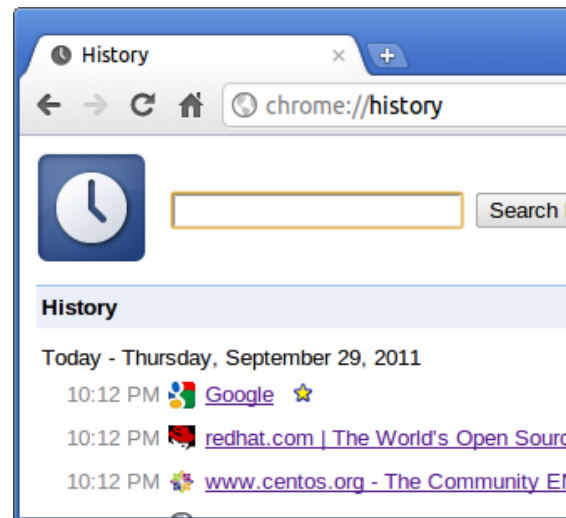 History
chrome://history
Search
History
Today - Thursday, September 29, 2011
10:12 PM Google
10:12 PM redhat.com | The World's Open Sourc
10:12 PM www.centos.org - The Community EN